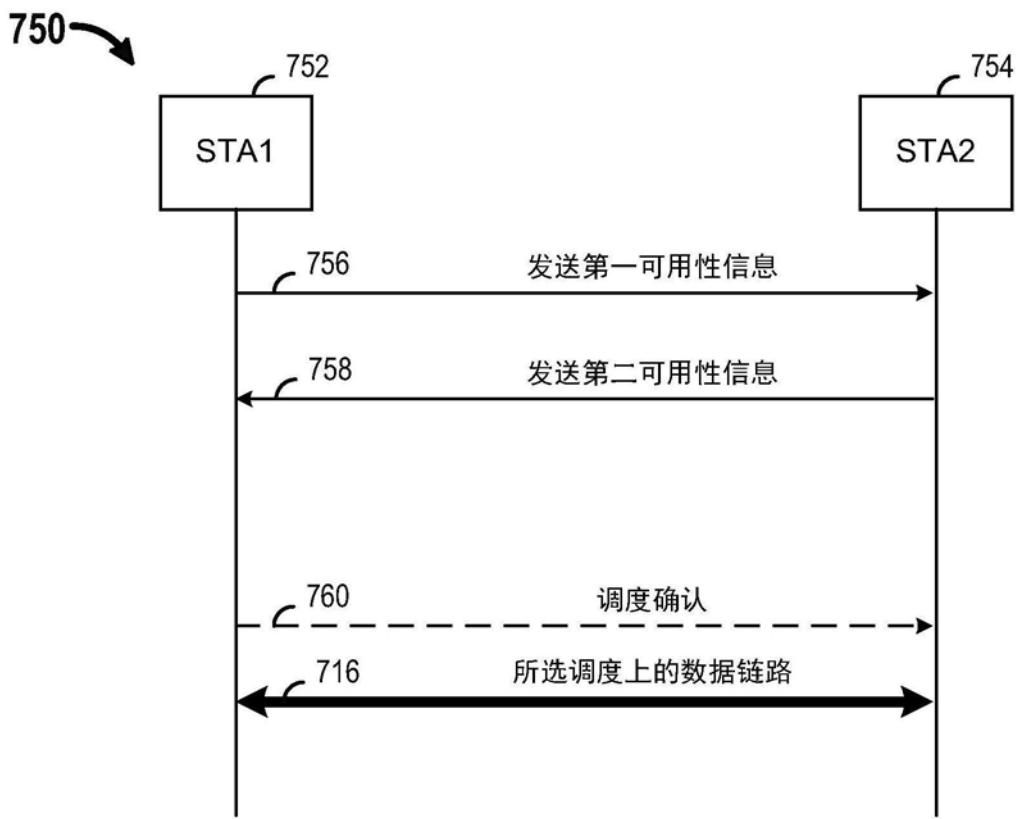 750
752
754
STA1
STA2
756
发送第一可用性信息
758
发送第二可用性信息
760
调度确认
716
所选调度上的数据链路